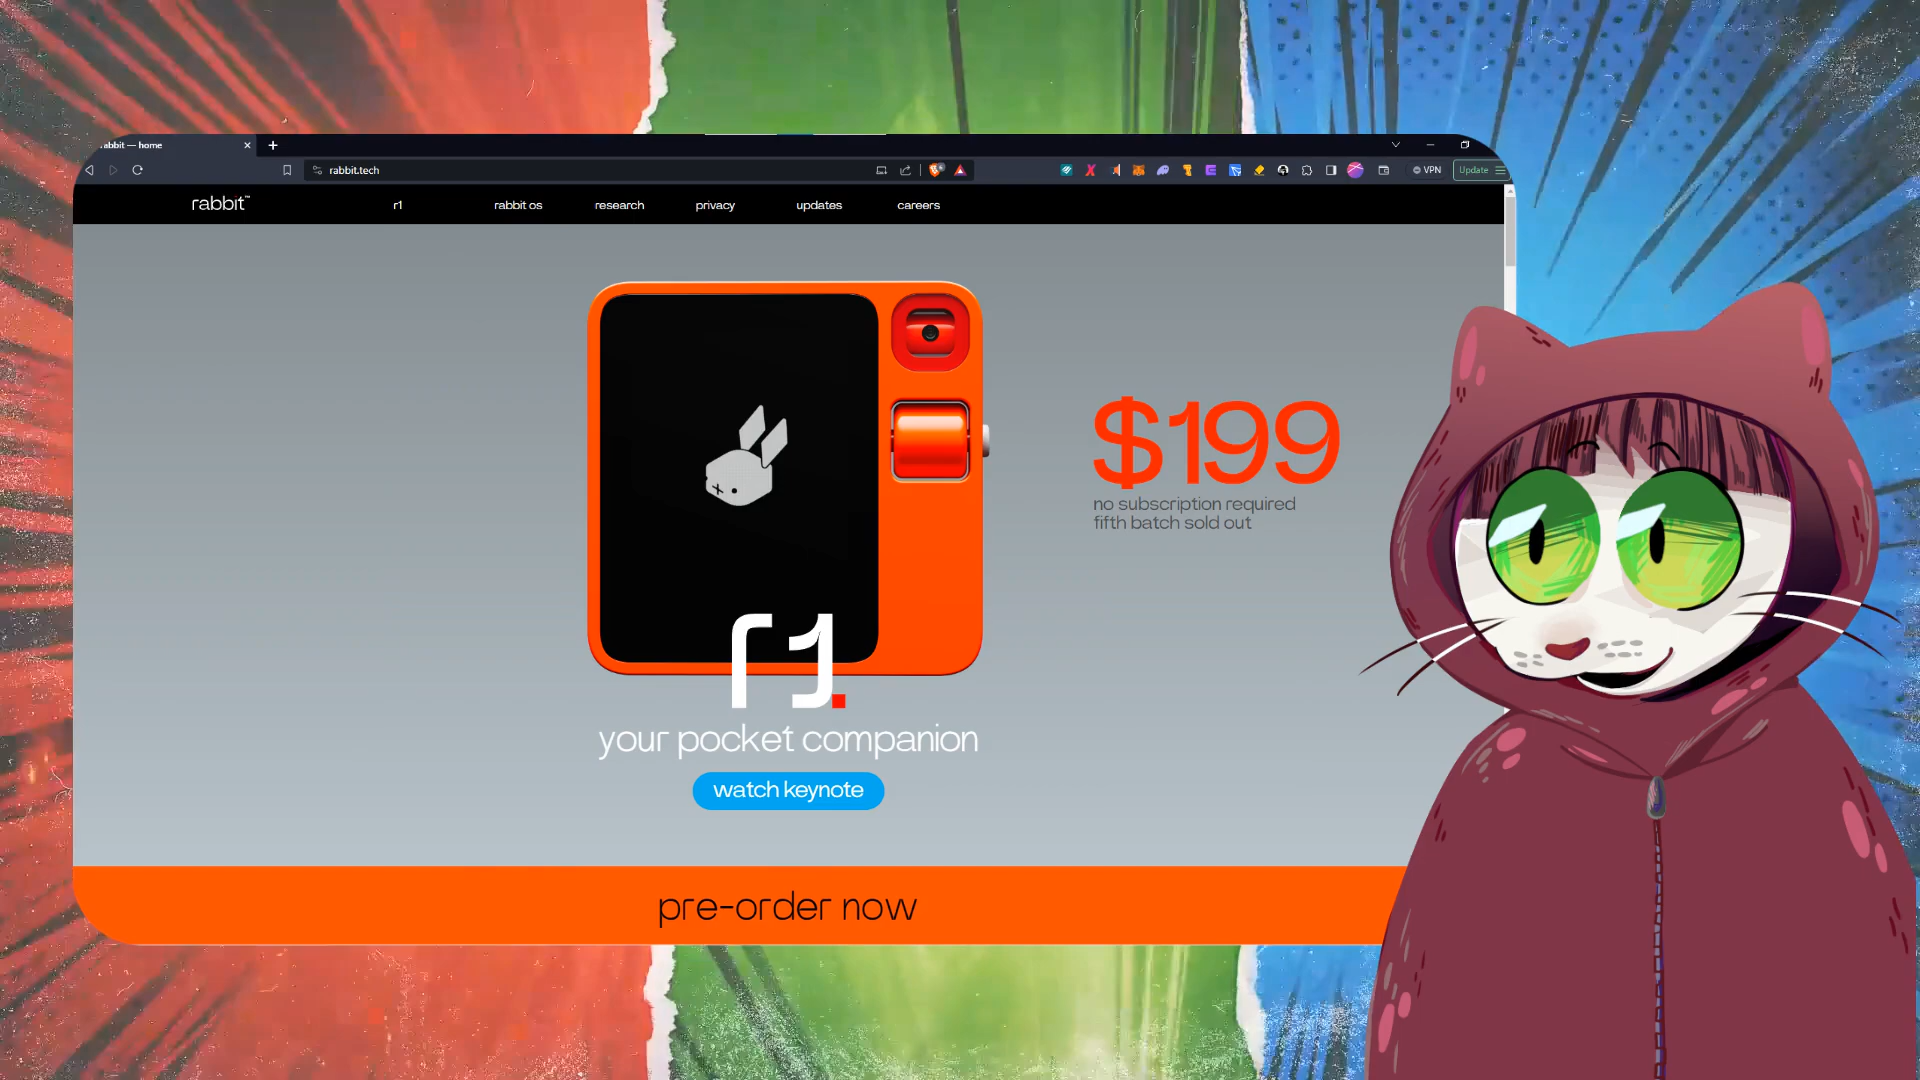 abbit — home
rabbit.tech
VPN
Update
rabbit™
r1
rabbit os
research
privacy
updates
careers
$199
no subscription required
fifth batch sold out
r1.
your pocket companion
watch keynote
pre-order now